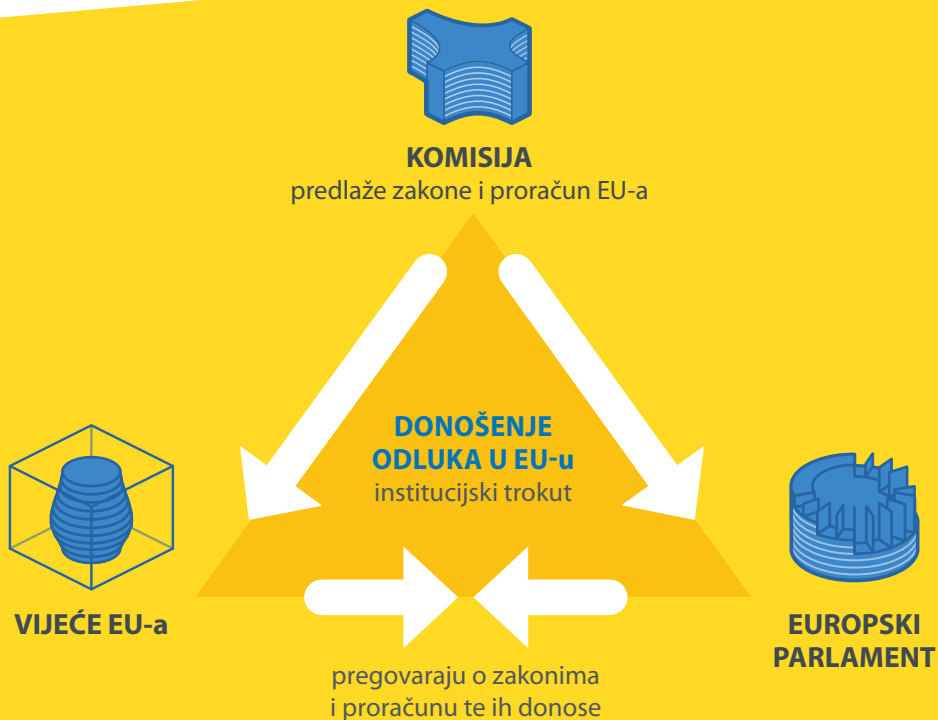 KOMISIJA
predlaže zakone i proračun EU-a
DONOŠENJE
ODLUKA U EU-u
institucijski trokut
VIJEĆE EU-a
EUROPSKI
PARLAMENT
pregovaraju o zakonima
i proračunu te ih donose